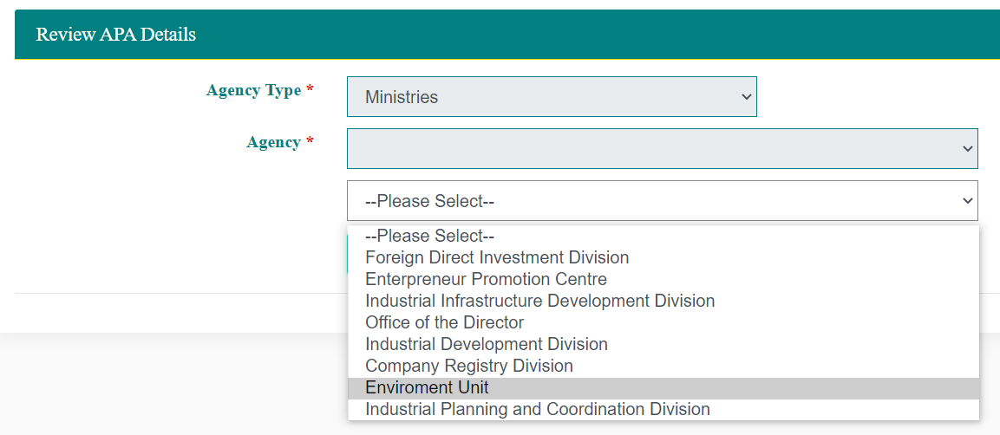 Review APA Details
Agency Type *
Ministries
Agency *
--Please Select--
--Please Select--
Foreign Direct Investment Division
Enterpreneur Promotion Centre
Industrial Infrastructure Development Division
Office of the Director
Industrial Development Division
Company Registry Division
Enviroment Unit
Industrial Planning and Coordination Division